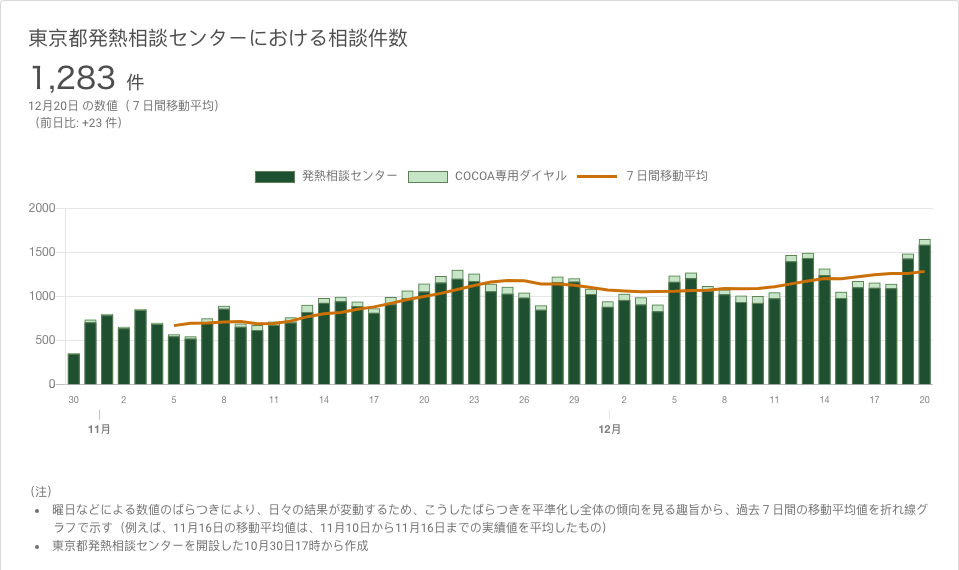 東京都発熱相談センターにおける相談件数
1,283 件
12月20日 の数値（７日間移動平均）
（前日比: +23 件）
発熱相談センター COCOA専用ダイヤル ７日間移動平均
2000
1500
1000
500
0
30 2 5 8 11 14 17 20 23 26 29 2 5 8 11 14 17 20
11月 12月
（注）
• 曜日などによる数値のばらつきにより、日々の結果が変動するため、こうしたばらつきを平準化し全体の傾向を見る趣旨から、過去７日間の移動平均値を折れ線グ
ラフで示す（例えば、11月16日の移動平均値は、11月10日から11月16日までの実績値を平均したもの）
• 東京都発熱相談センターを開設した10月30日17時から作成